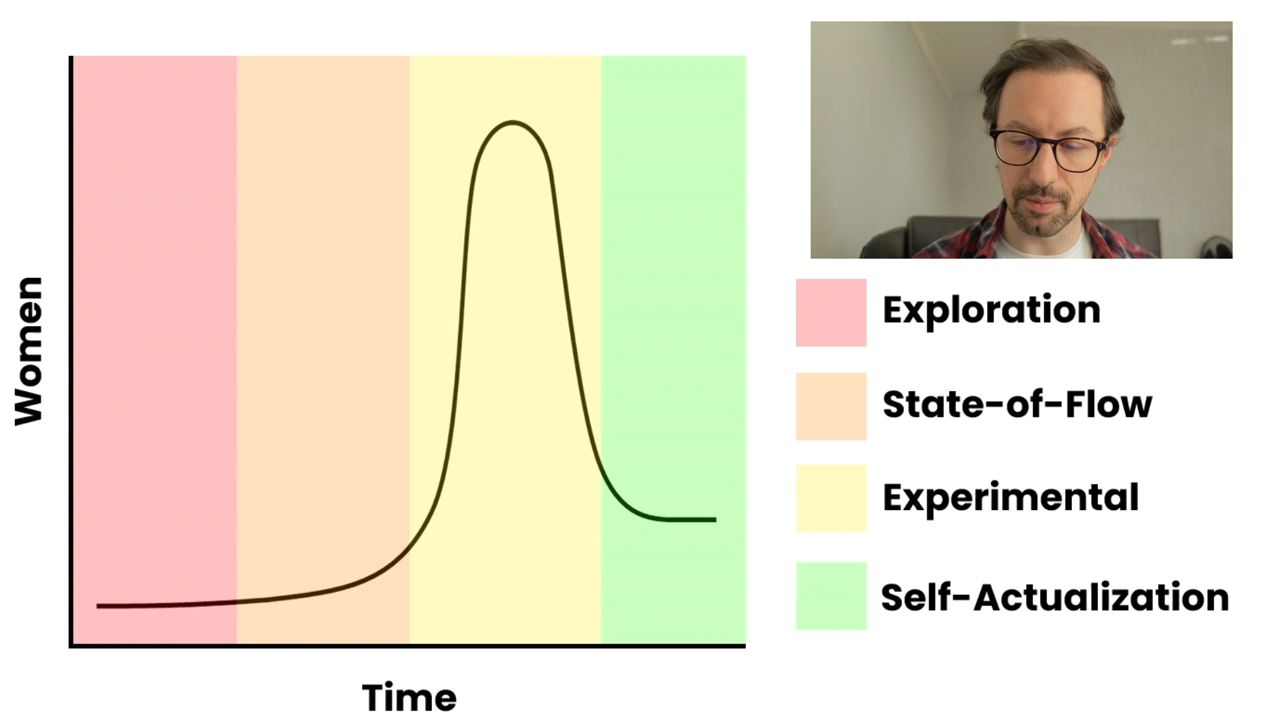 Women
Time
Exploration
State-of-Flow
Experimental
Self-Actualization